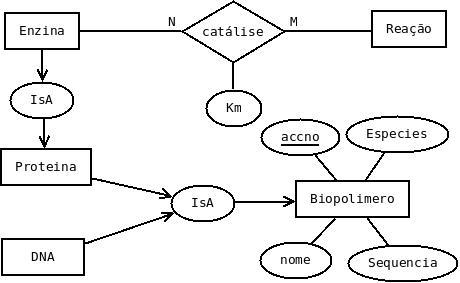 Enzina
N
catálise
M
Reação
IsA
Km
accno
Especies
Proteina
IsA
Biopolimero
DNA
nome
Sequencia